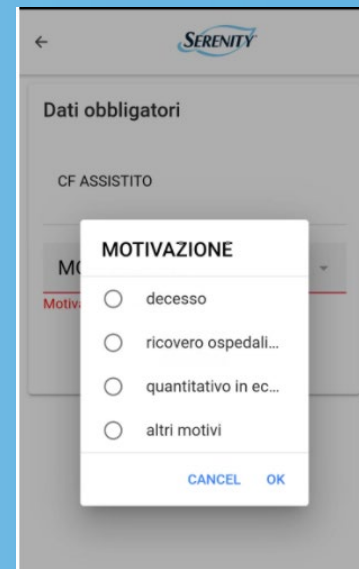 SERENITY
Dati obbligatori
CF ASSISTITO
MOTIVAZIONE
decesso
ricovero ospedali...
quantitativo in ec...
altri motivi
CANCEL OK